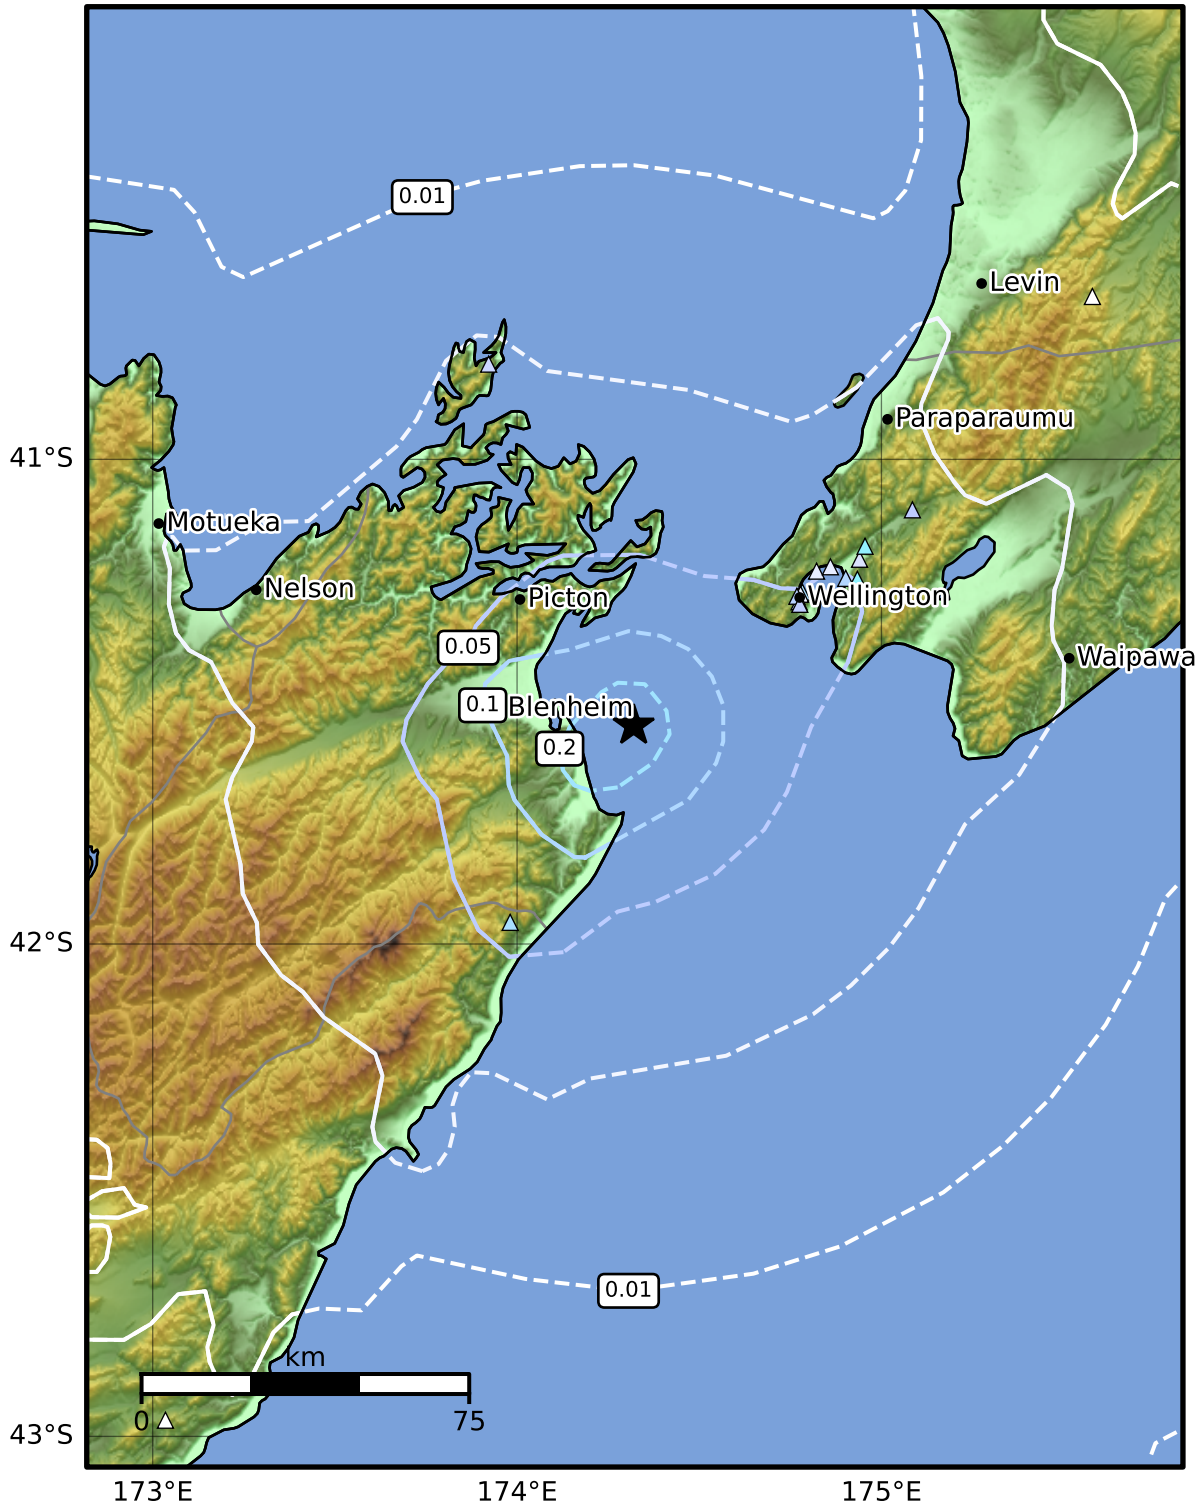 0.01
Levin
Paraparaumu
41°S
Motueka
Nelson
Picton
Wellington
0.05
Waipawa
0.1
Blenheim
0.2
42°S
0.01
km
0
75
43°S
173°E
174°E
175°E